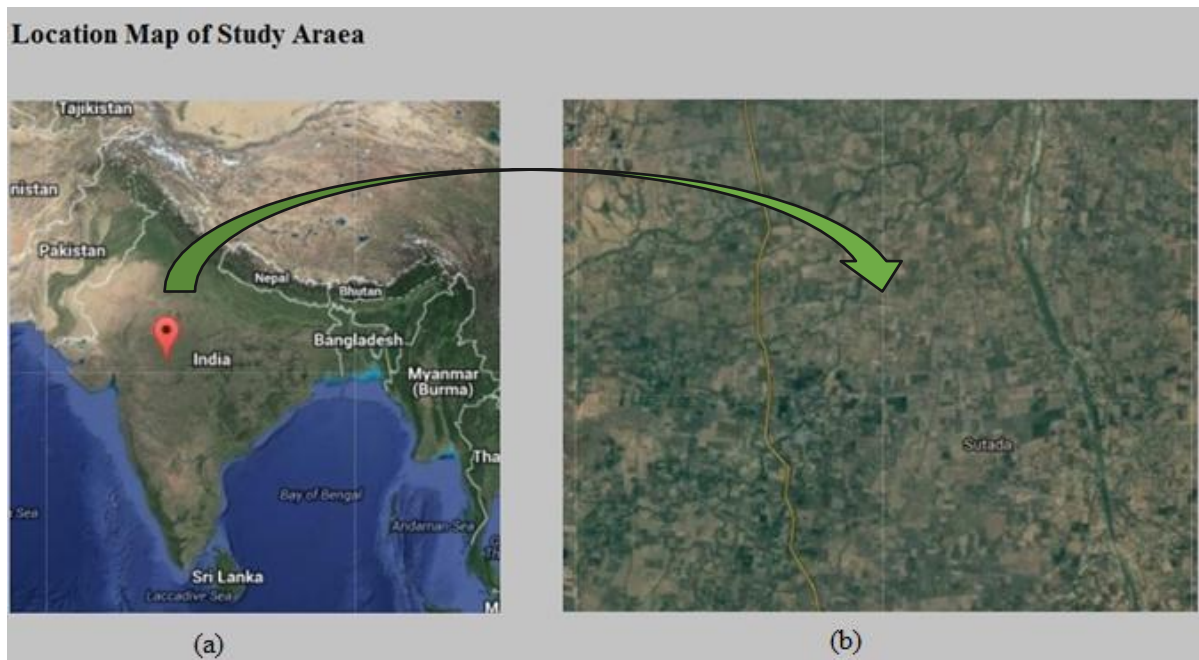 Location Map of Study Araea
Tajikistan
nistan
Pakistan
Nepal
Bhutan
Bangladesh
India
Myanmar
(Burma)
Tha
Bay of Bengal
Sea
Andaman Sea
Sri Lanka
Laccadive Sea
M
Sutada
(a)
(b)